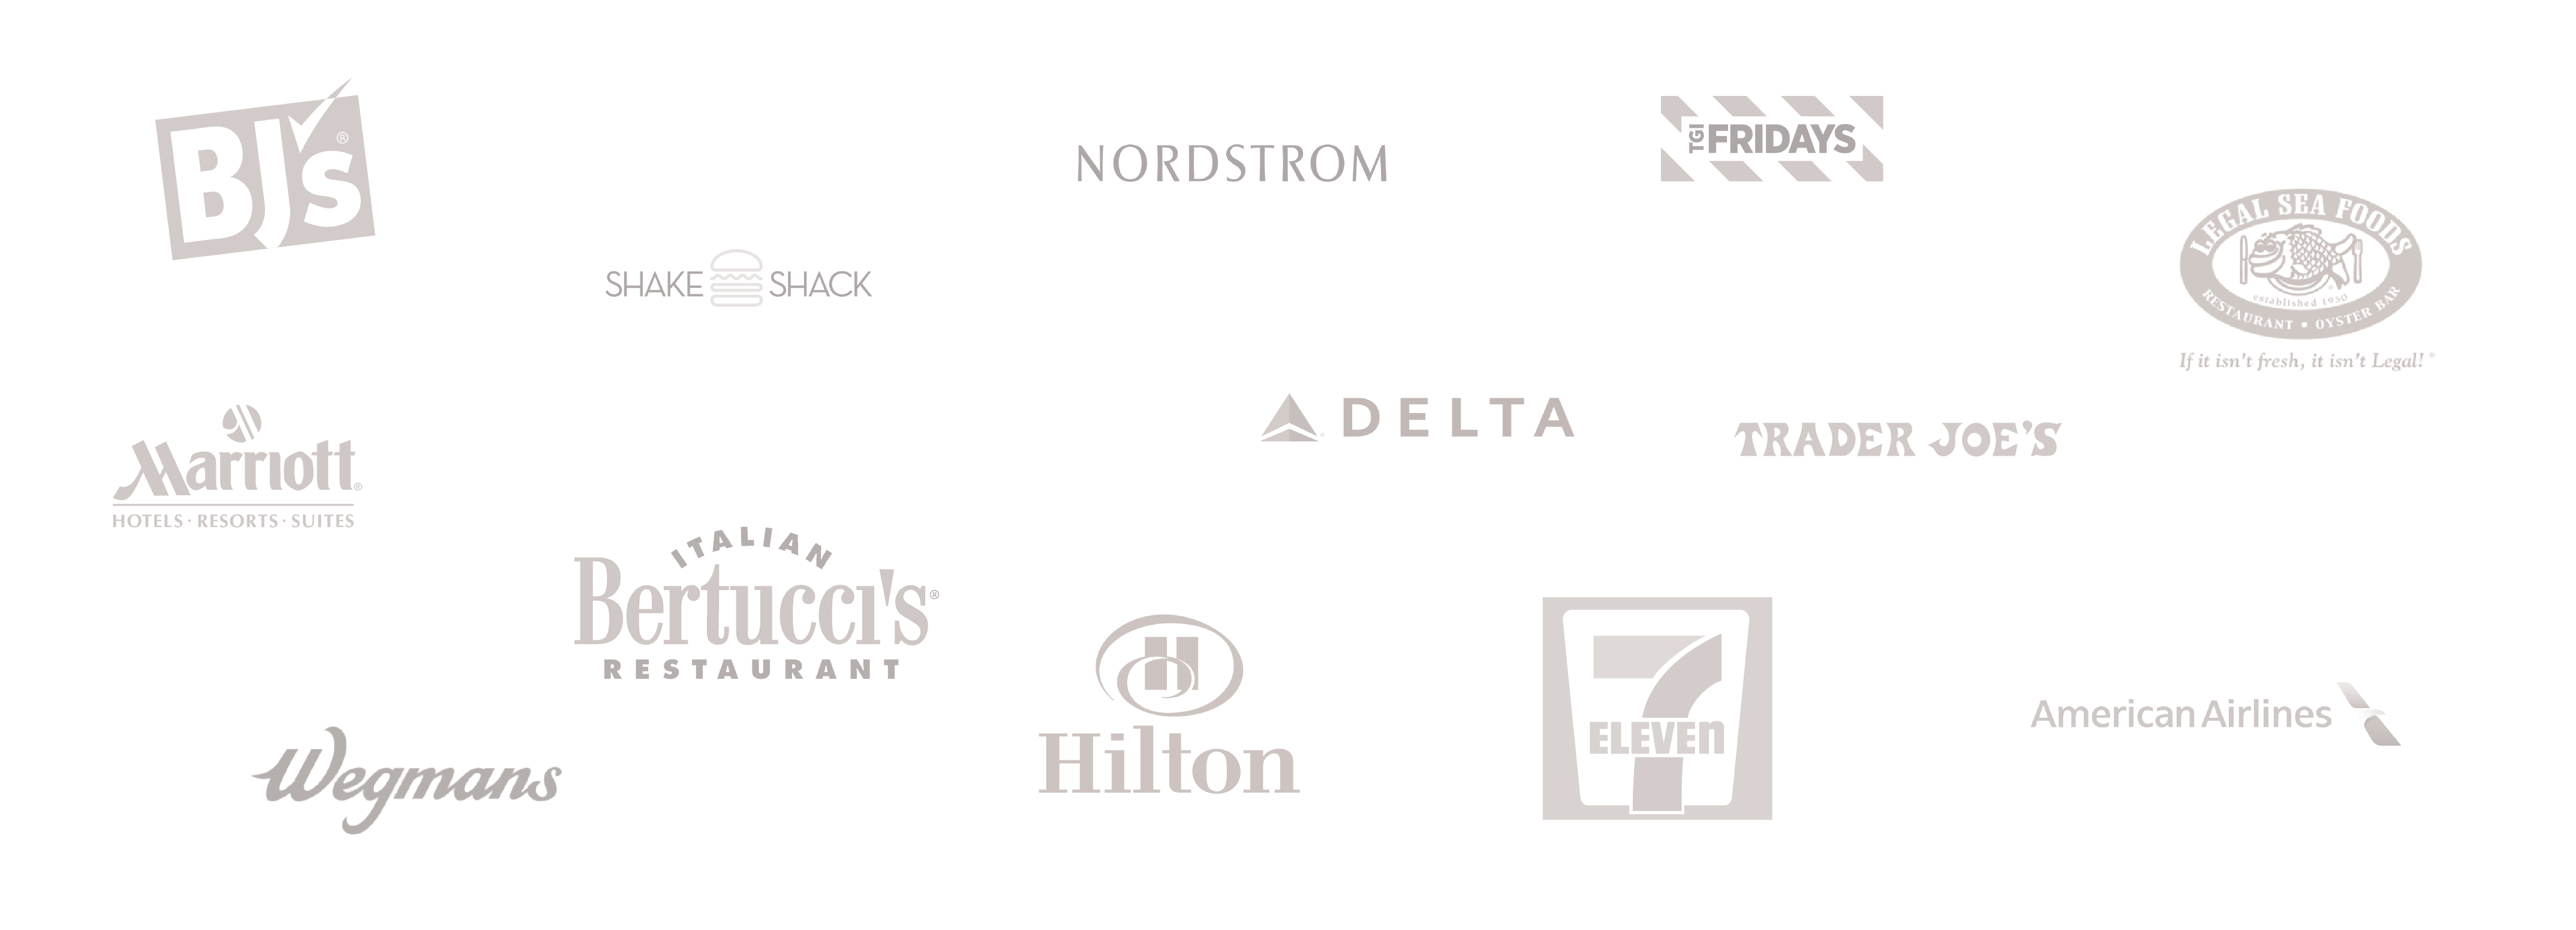 BJ's®
SHAKE SHACK
NORDSTROM
TGI FRIDAYS
LEGAL SEA FOODS
established 1950
RESTAURANT • OYSTER BAR
If it isn't fresh, it isn't Legal!®
Marriott®
HOTELS · RESORTS · SUITES
DELTA
TRADER JOE'S
ITALIAN
Bertucci's®
RESTAURANT
Wegmans
H
Hilton
7
ELEVEn
American Airlines